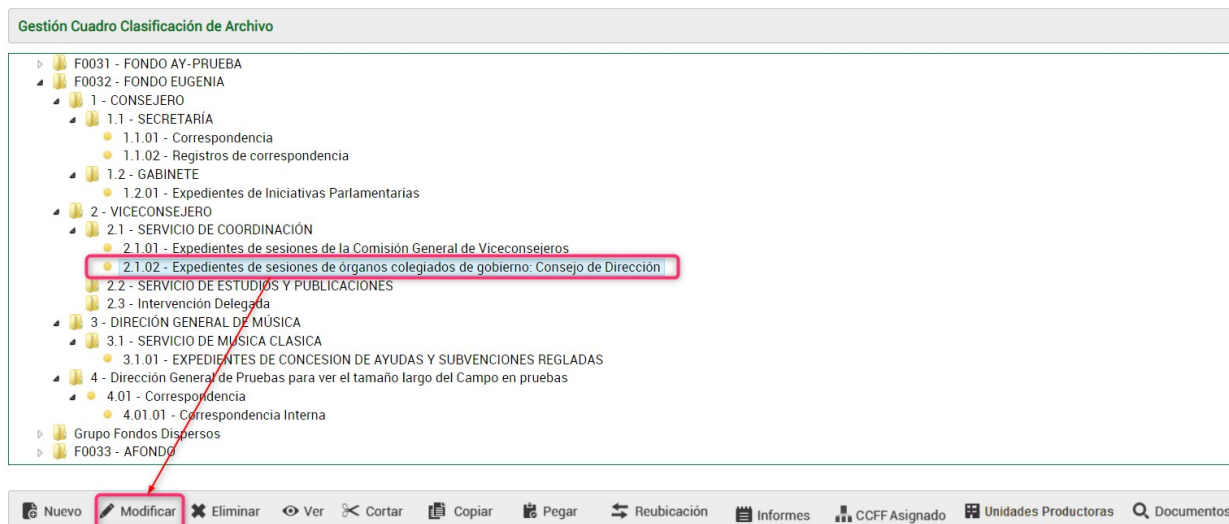 Gestión Cuadro Clasificación de Archivo
F0031 - FONDO AY-PRUEBA
F0032 - FONDO EUGENIA
1 - CONSEJERO
1.1 - SECRETARÍA
1.1.01 - Correspondencia
1.1.02 - Registros de correspondencia
1.2 - GABINETE
1.2.01 - Expedientes de Iniciativas Parlamentarias
2 - VICECONSEJERO
2.1 - SERVICIO DE COORDINACIÓN
2.1.01 - Expedientes de sesiones de la Comisión General de Viceconsejeros
2.1.02 - Expedientes de sesiones de órganos colegiados de gobierno: Consejo de Dirección
2.2 - SERVICIO DE ESTUDIOS Y PUBLICACIONES
2.3 - Intervención Delegada
3 - DIRECIÓN GENERAL DE MÚSICA
3.1 - SERVICIO DE MUSICA CLASICA
3.1.01 - EXPEDIENTES DE CONCESION DE AYUDAS Y SUBVENCIONES REGLADAS
4 - Dirección General de Pruebas para ver el tamaño largo del Campo en pruebas
4.01 - Correspondencia
4.01.01 - Correspondencia Interna
Grupo Fondos Dispersos
F0033 - AFONDO
Nuevo Modificar Eliminar Ver Cortar Copiar Pegar Reubicación Informes CCFF Asignado Unidades Productoras Documento